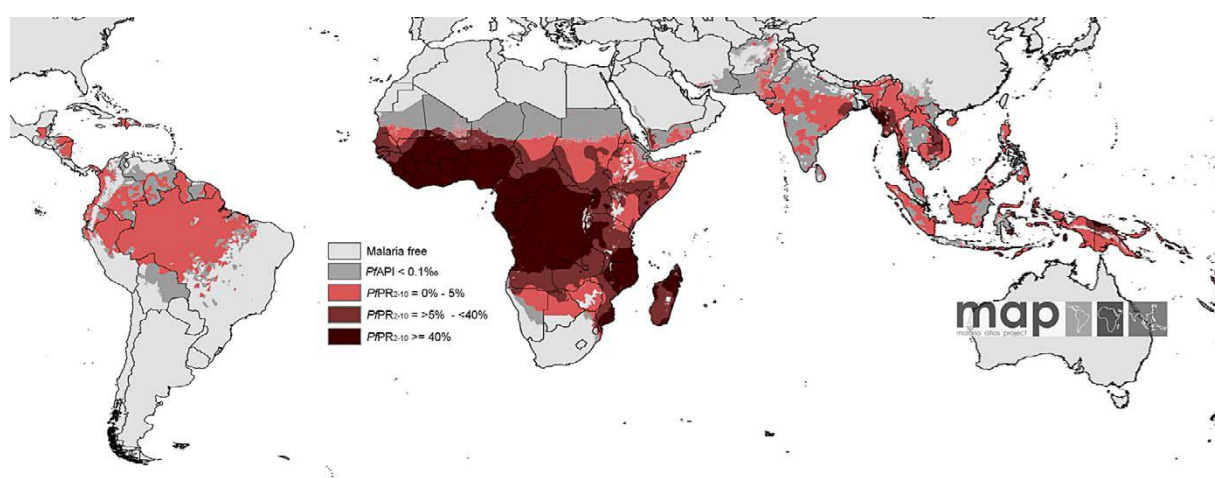 Malaria free
PfAPI < 0.1‰
PfPR2-10 = 0% - 5%
PfPR2-10 = >5% - <40%
PfPR2-10 >= 40%
map
malaria atlas project